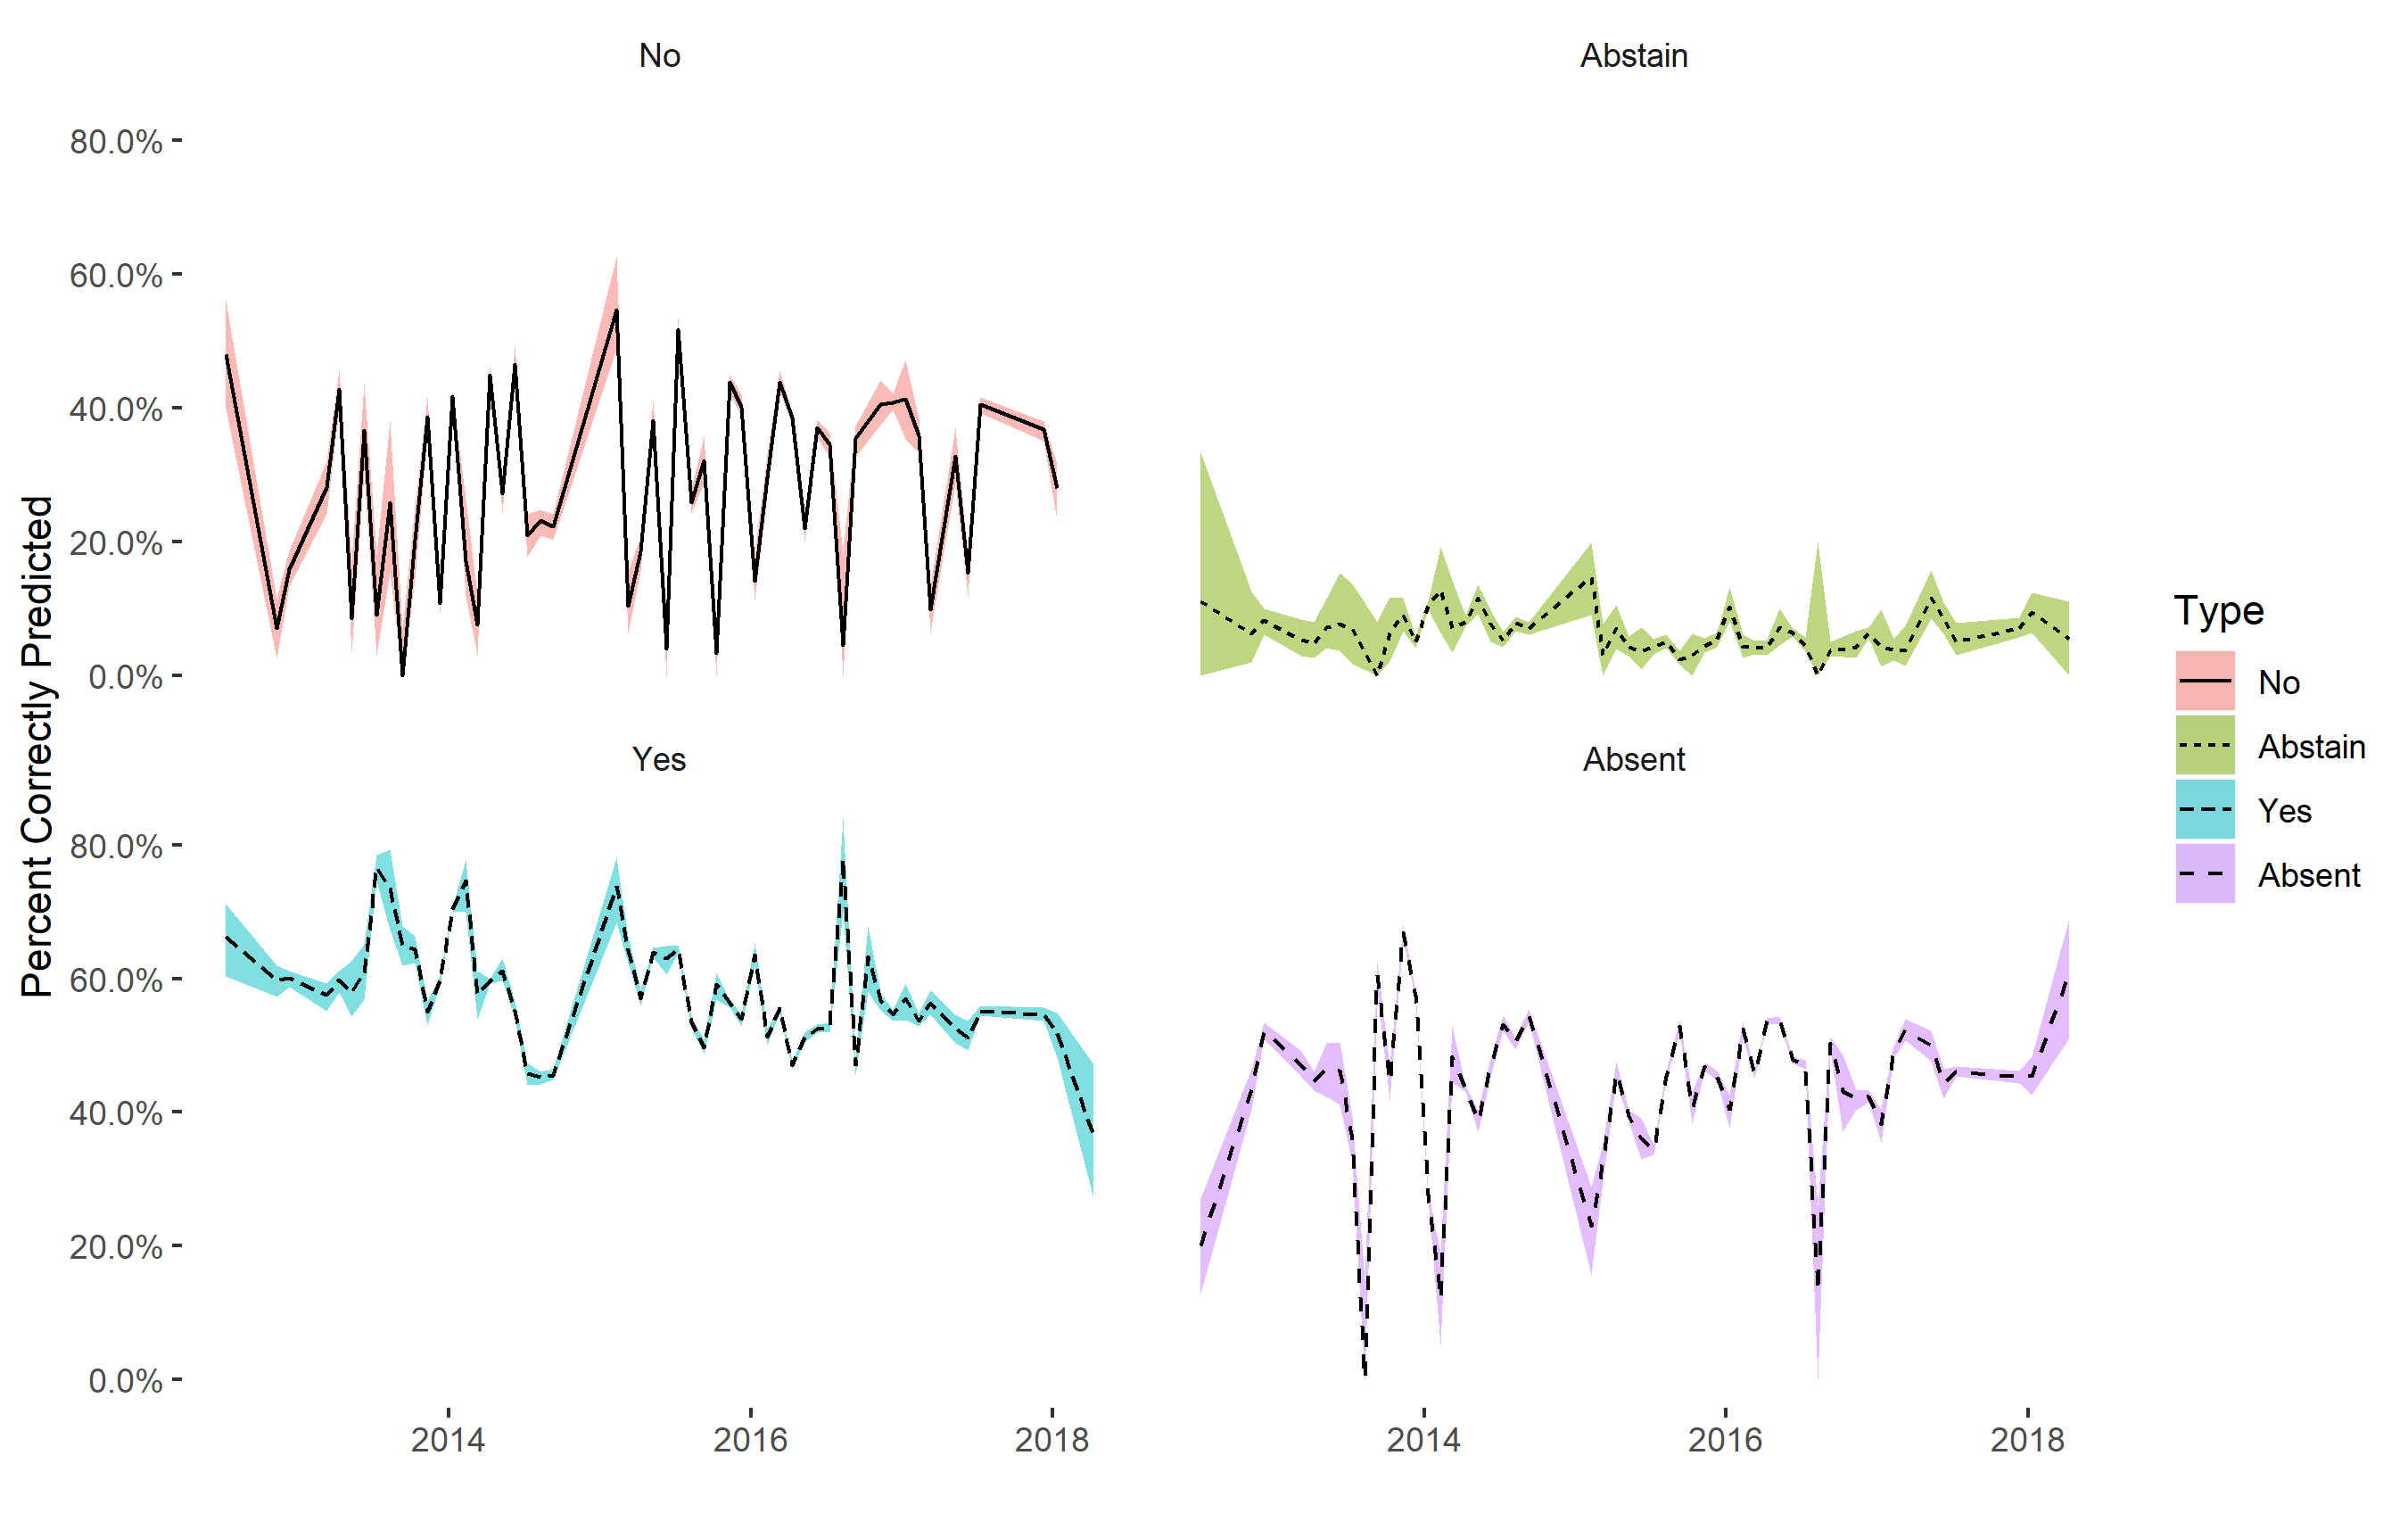 No
Abstain
80.0%
60.0%
40.0%
20.0%
0.0%
Percent Correctly Predicted
Yes
Absent
80.0%
60.0%
40.0%
20.0%
0.0%
2014
2016
2018
2014
2016
2018
Type
No
Abstain
Yes
Absent